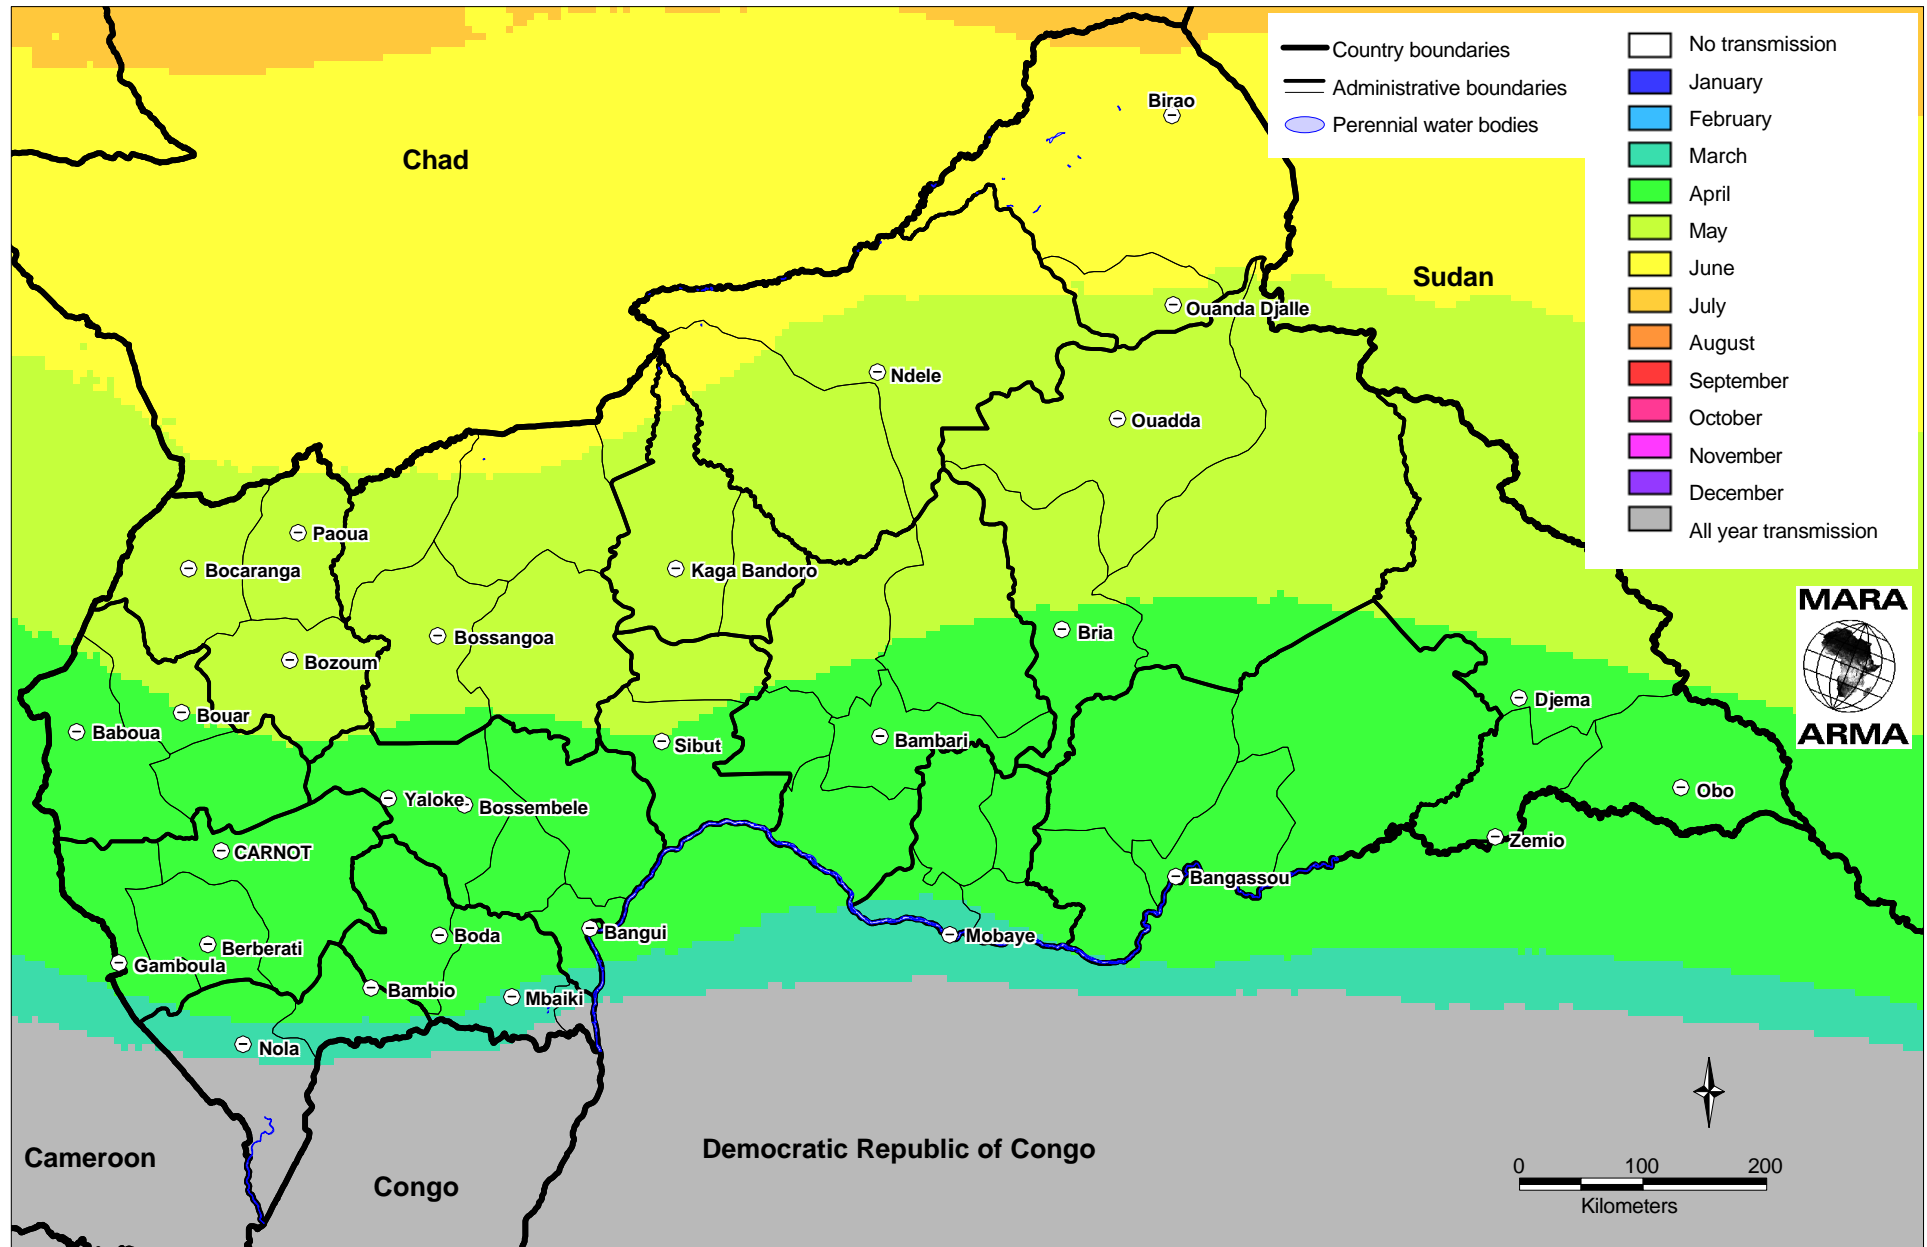 Country boundaries
Administrative boundaries
Perennial water bodies
No transmission
January
February
March
April
May
June
July
August
September
October
November
December
All year transmission
Birao
Chad
Sudan
Ouanda Djalle
Ndele
Ouadda
Paoua
Bocaranga
Kaga Bandoro
MARA
ARMA
Bria
Bossangoa
Bozoum
Djema
Bouar
Baboua
Sibut
Bambari
Obo
Yaloke
Bossembele
Zemio
CARNOT
Bangassou
Bangui
Boda
Mobaye
Berberati
Gamboula
Bambio
Mbaiki
Nola
Democratic Republic of Congo
Cameroon
Congo
0 100 200
Kilometers